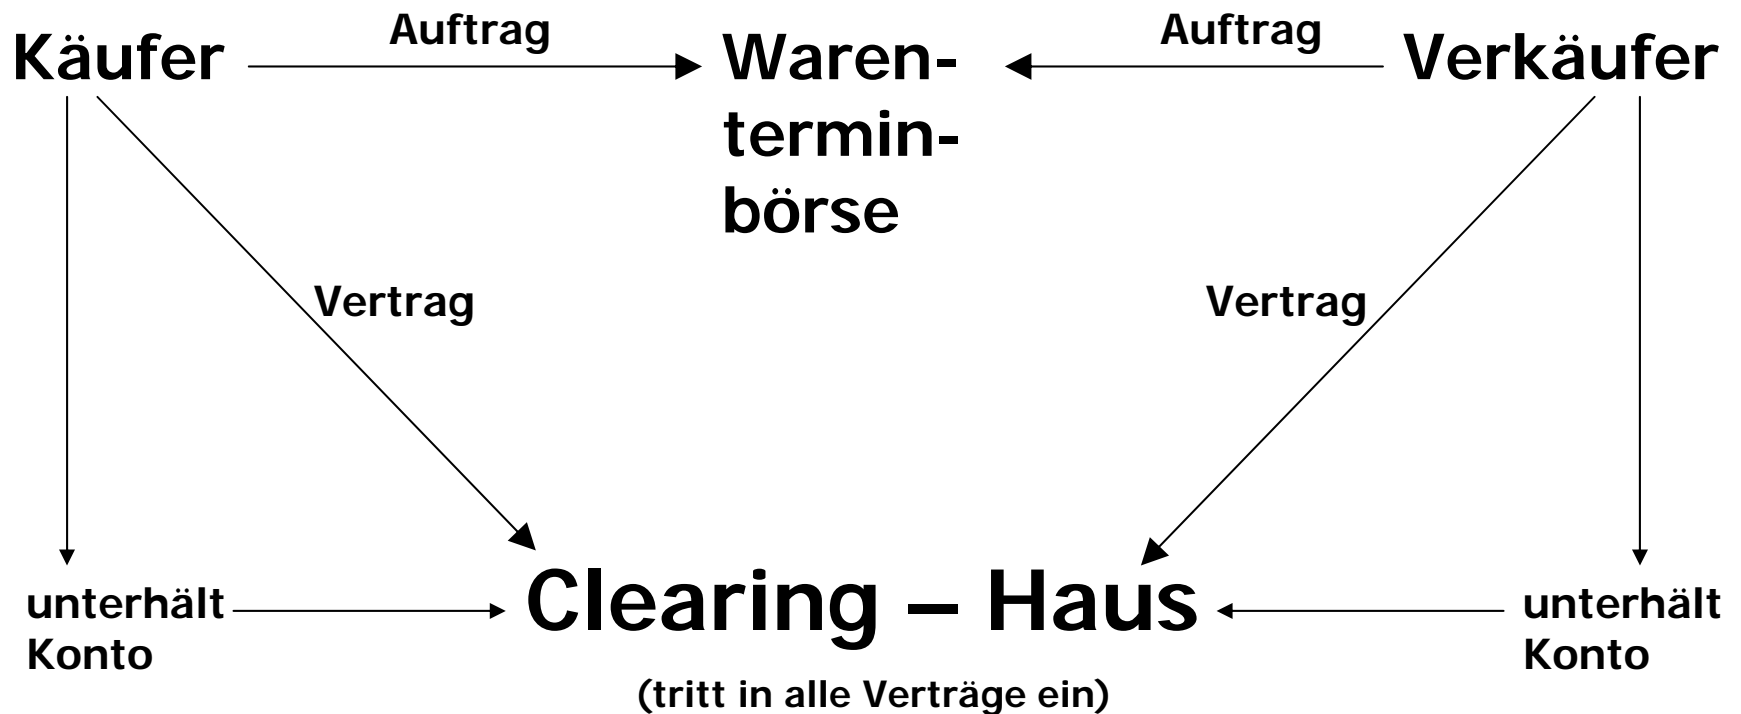 Auftrag
Auftrag
Käufer
Waren-
termin-
börse
Verkäufer
Vertrag
Vertrag
unterhält
Konto
Clearing – Haus
(tritt in alle Verträge ein)
unterhält
Konto